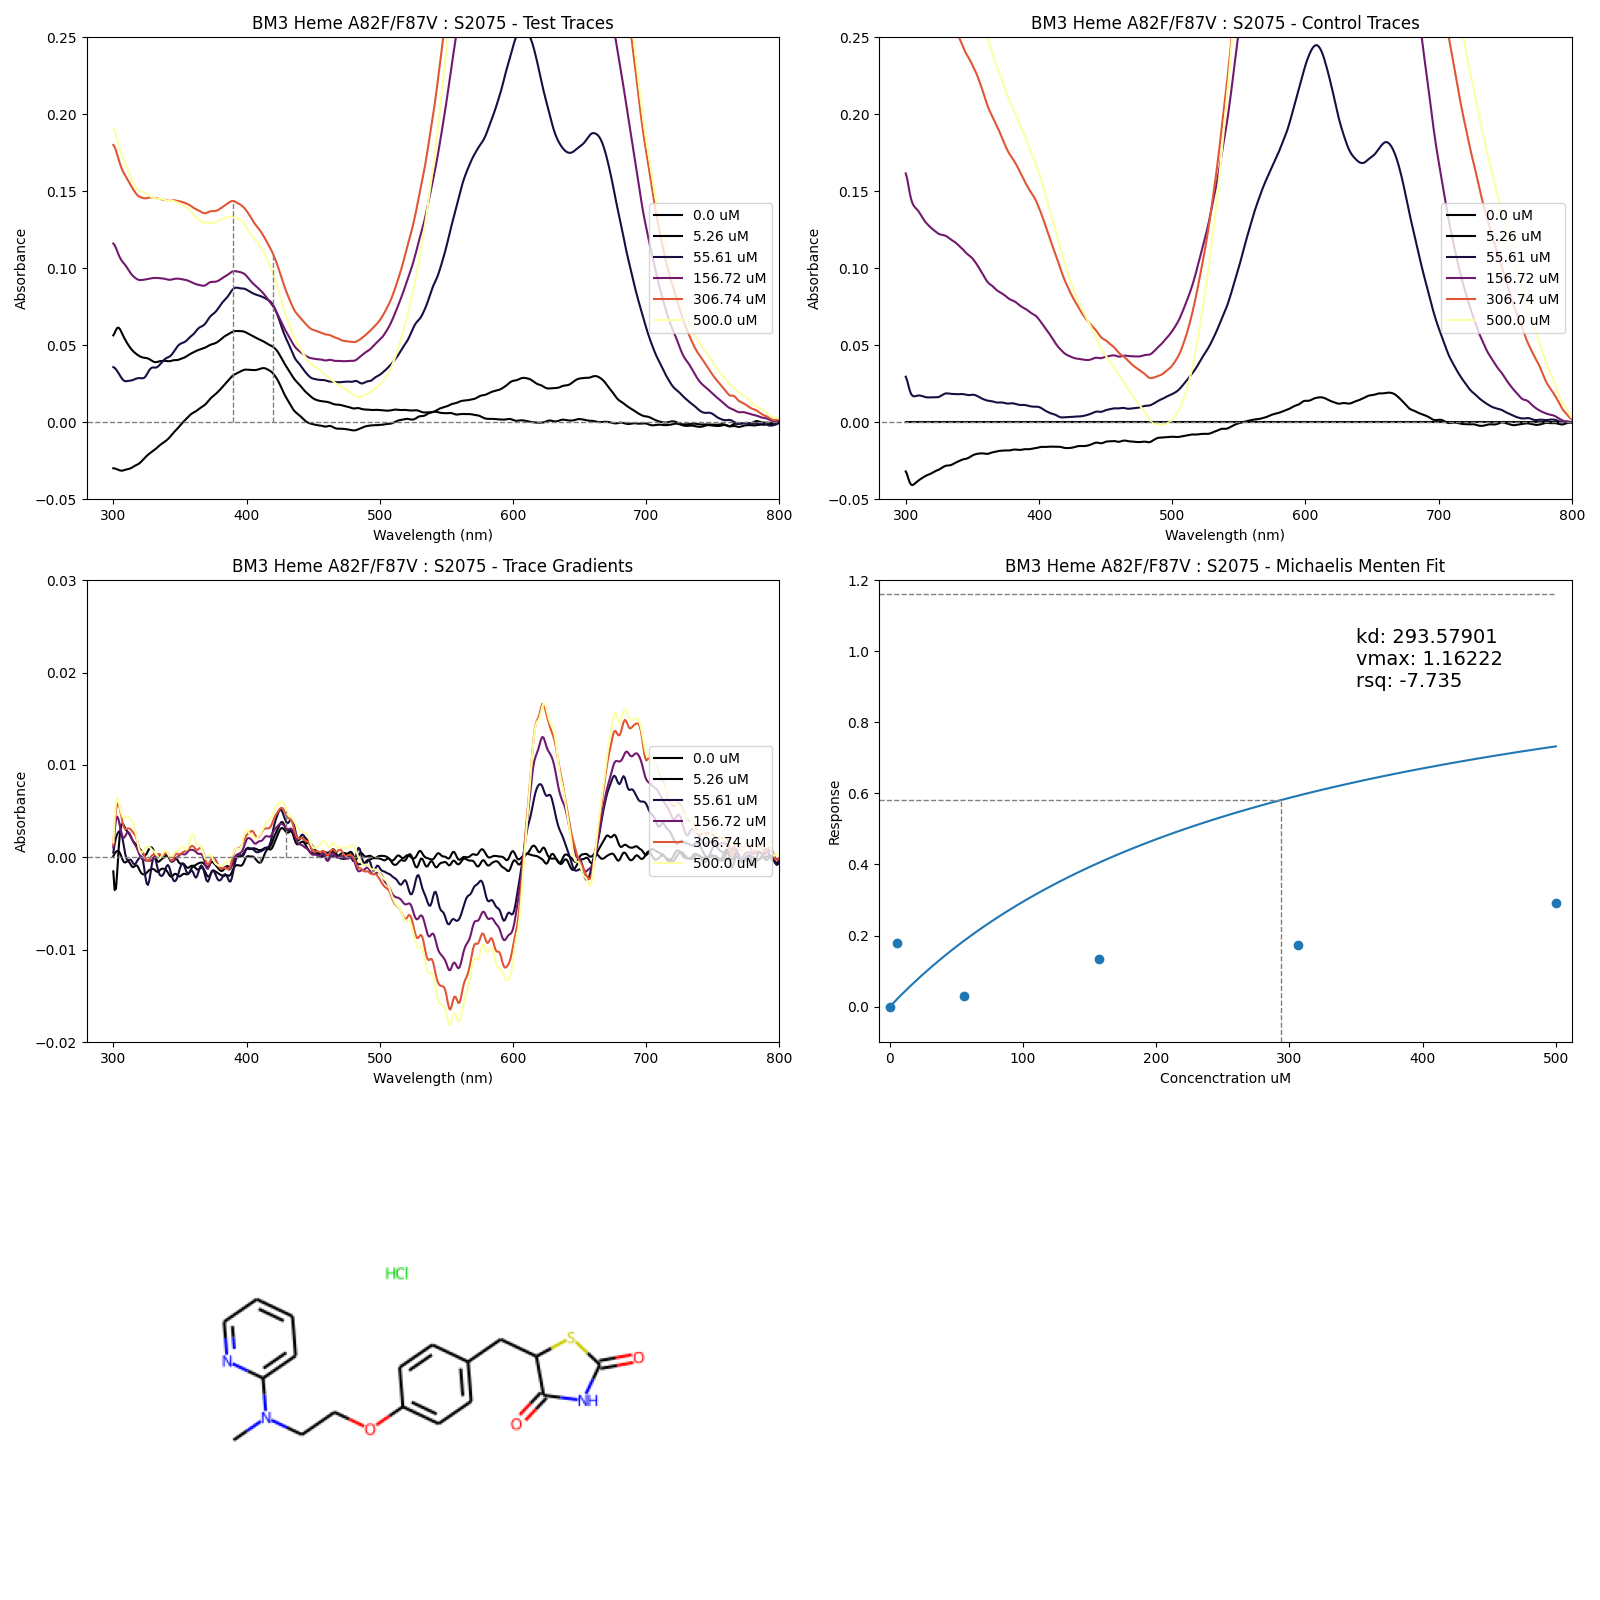 BM3 Heme A82F/F87V : S2075 - Test Traces
0.25
0.20
0.15
0.10
0.05
0.00
−0.05
Absorbance
300
400
500
600
700
800
Wavelength (nm)
0.0 uM
5.26 uM
55.61 uM
156.72 uM
306.74 uM
500.0 uM
BM3 Heme A82F/F87V : S2075 - Control Traces
0.25
0.20
0.15
0.10
0.05
0.00
−0.05
Absorbance
300
400
500
600
700
800
Wavelength (nm)
0.0 uM
5.26 uM
55.61 uM
156.72 uM
306.74 uM
500.0 uM
BM3 Heme A82F/F87V : S2075 - Trace Gradients
0.03
0.02
0.01
0.00
−0.01
−0.02
Absorbance
300
400
500
600
700
800
Wavelength (nm)
0.0 uM
5.26 uM
55.61 uM
156.72 uM
306.74 uM
500.0 uM
BM3 Heme A82F/F87V : S2075 - Michaelis Menten Fit
1.2
1.0
0.8
0.6
0.4
0.2
0.0
Response
0
100
200
300
400
500
Concenctration uM
kd: 293.57901
vmax: 1.16222
rsq: -7.735
HCl
N
N
O
S
O
NH
O